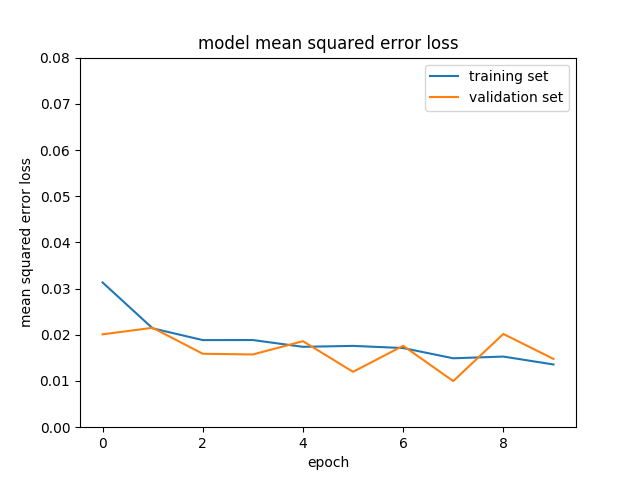 model mean squared error loss
training set
validation set
0.08
0.07
0.06
0.05
0.04
0.03
0.02
0.01
0.00
mean squared error loss
0 2 4 6 8
epoch